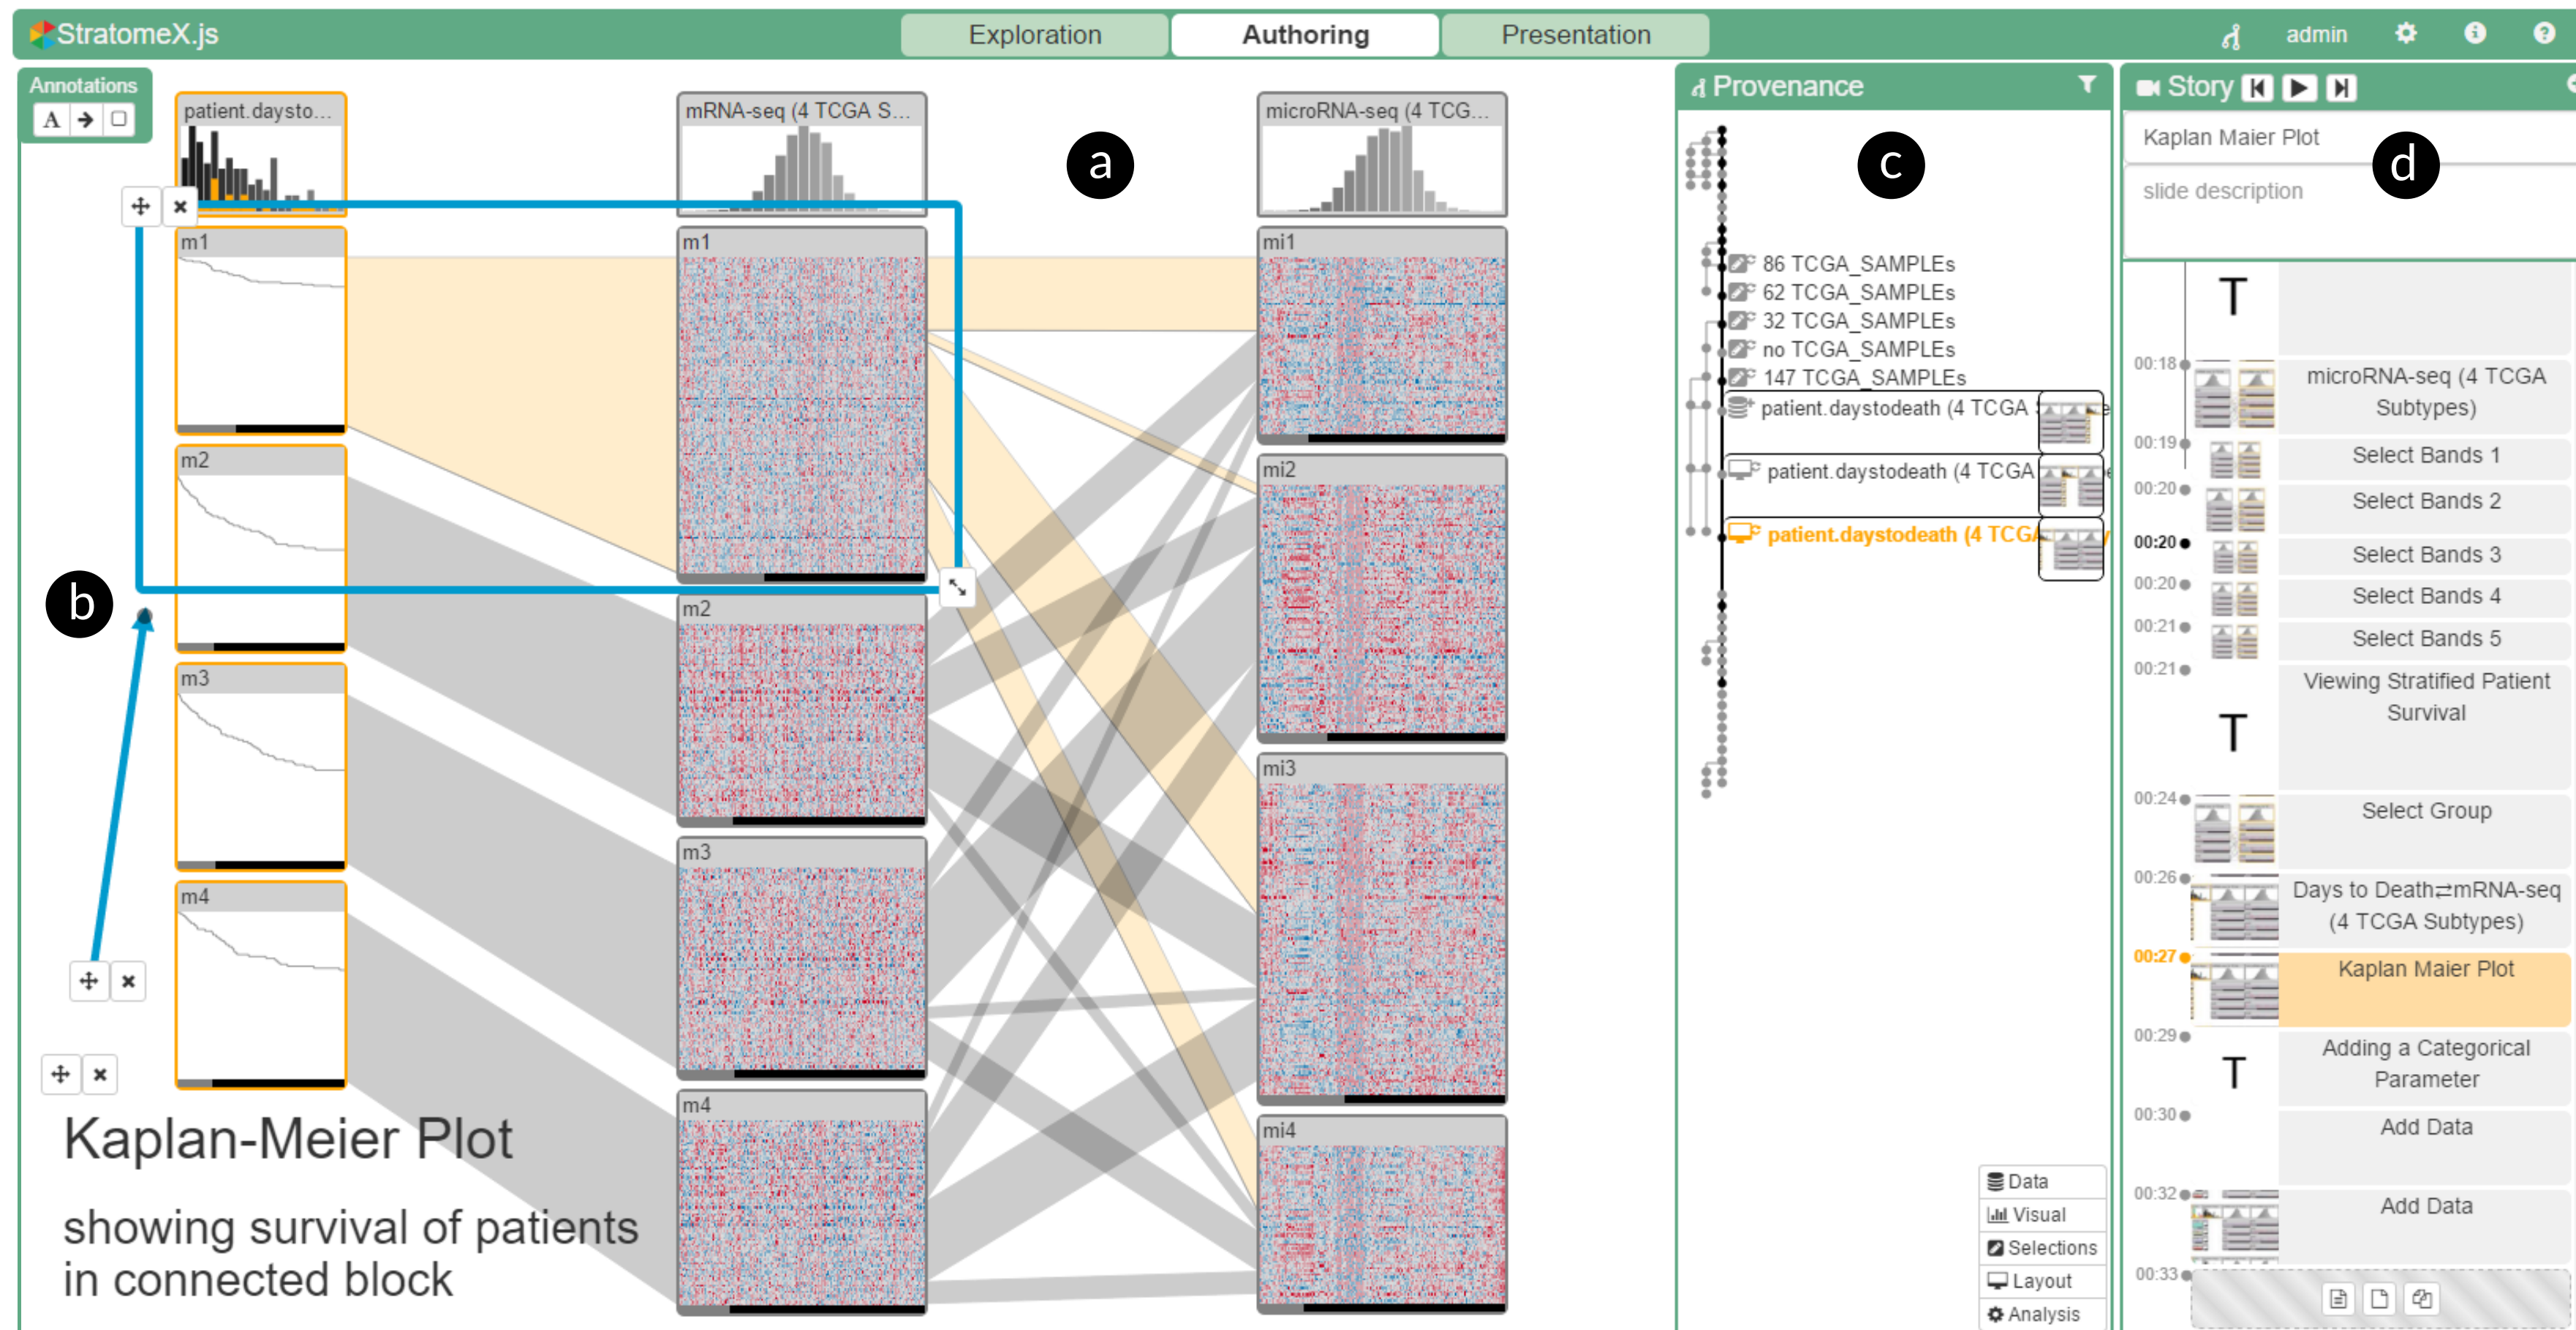 StratomeX.js
Exploration
Authoring
Presentation
admin
Annotations
A
patient.daysto...
mRNA-seq (4 TCGA S...
microRNA-seq (4 TCG...
a
m1
m2
m3
m4
m1
m2
m3
m4
mi1
mi2
mi3
mi4
b
Kaplan-Meier Plot
showing survival of patients
in connected block
Provenance
c
86 TCGA_SAMPLEs
62 TCGA_SAMPLEs
32 TCGA_SAMPLEs
no TCGA_SAMPLEs
147 TCGA_SAMPLEs
patient.daystodeath (4 TCGA
patient.daystodeath (4 TCGA
patient.daystodeath (4 TCGA
Data
Visual
Selections
Layout
Analysis
Story
Kaplan Maier Plot
d
slide description
T
00:18
microRNA-seq (4 TCGA
Subtypes)
00:19
Select Bands 1
00:20
Select Bands 2
00:20
Select Bands 3
00:20
Select Bands 4
00:21
Select Bands 5
00:21
Viewing Stratified Patient
Survival
T
00:24
Select Group
00:26
Days to Death⇄mRNA-seq
(4 TCGA Subtypes)
00:27
Kaplan Maier Plot
00:29
Adding a Categorical
Parameter
T
00:30
Add Data
00:32
Add Data
00:33